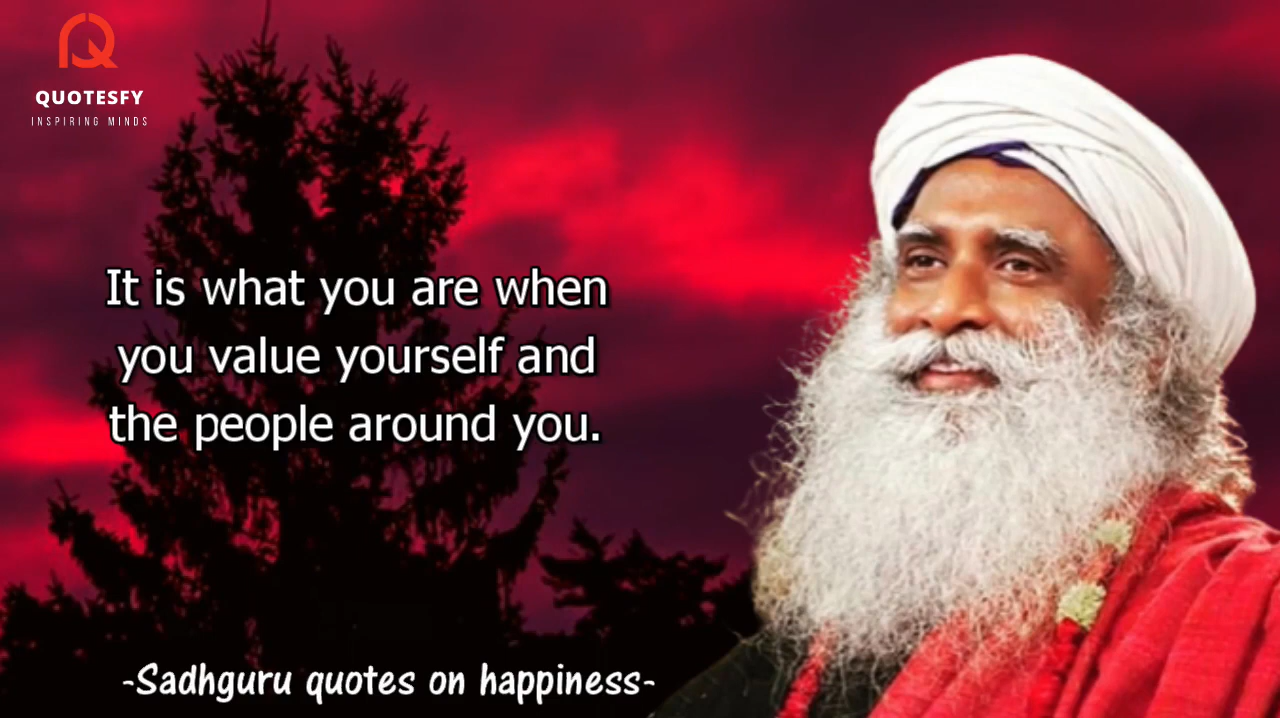 QUOTESFY
INSPIRING MINDS
It is what you are when
you value yourself and
the people around you.
-Sadhguru quotes on happiness-